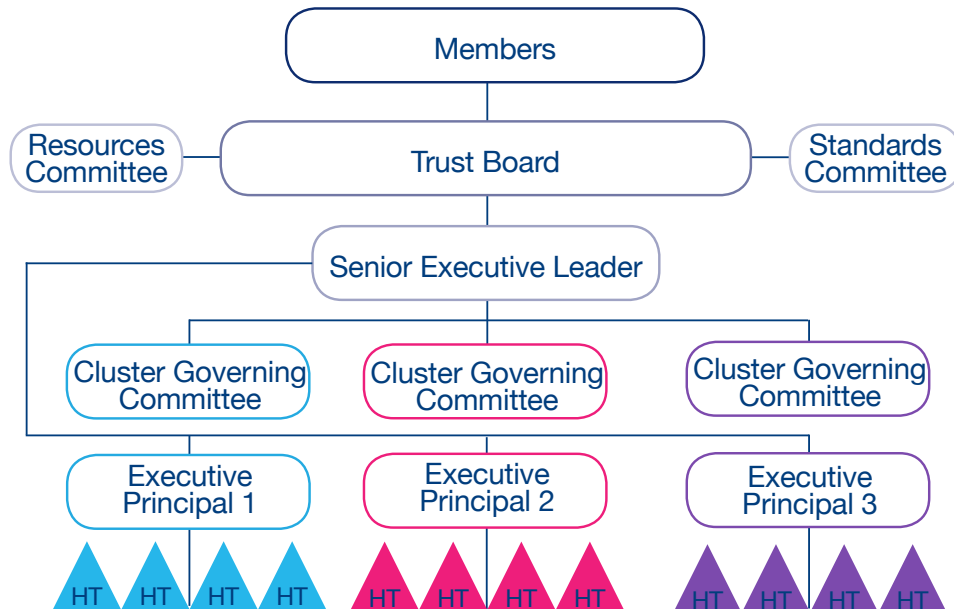 Members
Resources
Committee
Trust Board
Standards
Committee
Senior Executive Leader
Cluster Governing
Committee
Cluster Governing
Committee
Cluster Governing
Committee
Executive
Principal 1
Executive
Principal 2
Executive
Principal 3
HT HT HT HT HT HT HT HT HT HT HT HT